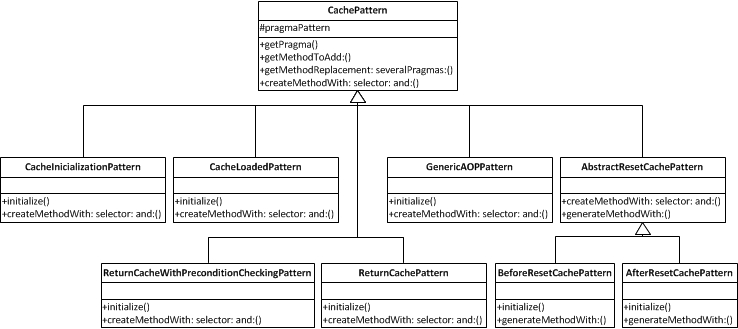 CachePattern
#pragmaPattern
+getPragma()
+getMethodToAdd:()
+getMethodReplacement: severalPragmas:()
+createMethodWith: selector: and:()
CacheInicializationPattern
+initialize()
+createMethodWith: selector: and:()
CacheLoadedPattern
+initialize()
+createMethodWith: selector: and:()
GenericAOPPattern
+initialize()
+createMethodWith: selector: and:()
AbstractResetCachePattern
+createMethodWith: selector: and:()
+generateMethodWith:()
ReturnCacheWithPreconditionCheckingPattern
+initialize()
+createMethodWith: selector: and:()
ReturnCachePattern
+initialize()
+createMethodWith: selector: and:()
BeforeResetCachePattern
+initialize()
+generateMethodWith:()
AfterResetCachePattern
+initialize()
+generateMethodWith:()